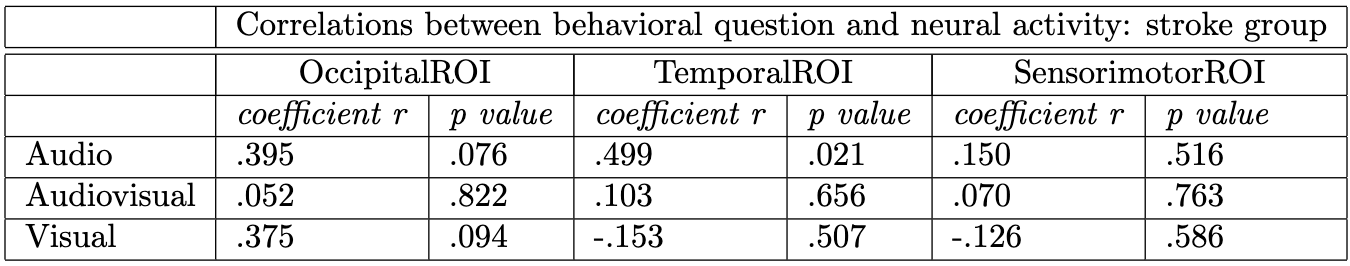 Correlations between behavioral question and neural activity: stroke group
OccipitalROI TemporalROI SensorimotorROI
coefficient r p value coefficient r p value coefficient r p value
Audio .395 .076 .499 .021 .150 .516
Audiovisual .052 .822 .103 .656 .070 .763
Visual .375 .094 -.153 .507 -.126 .586